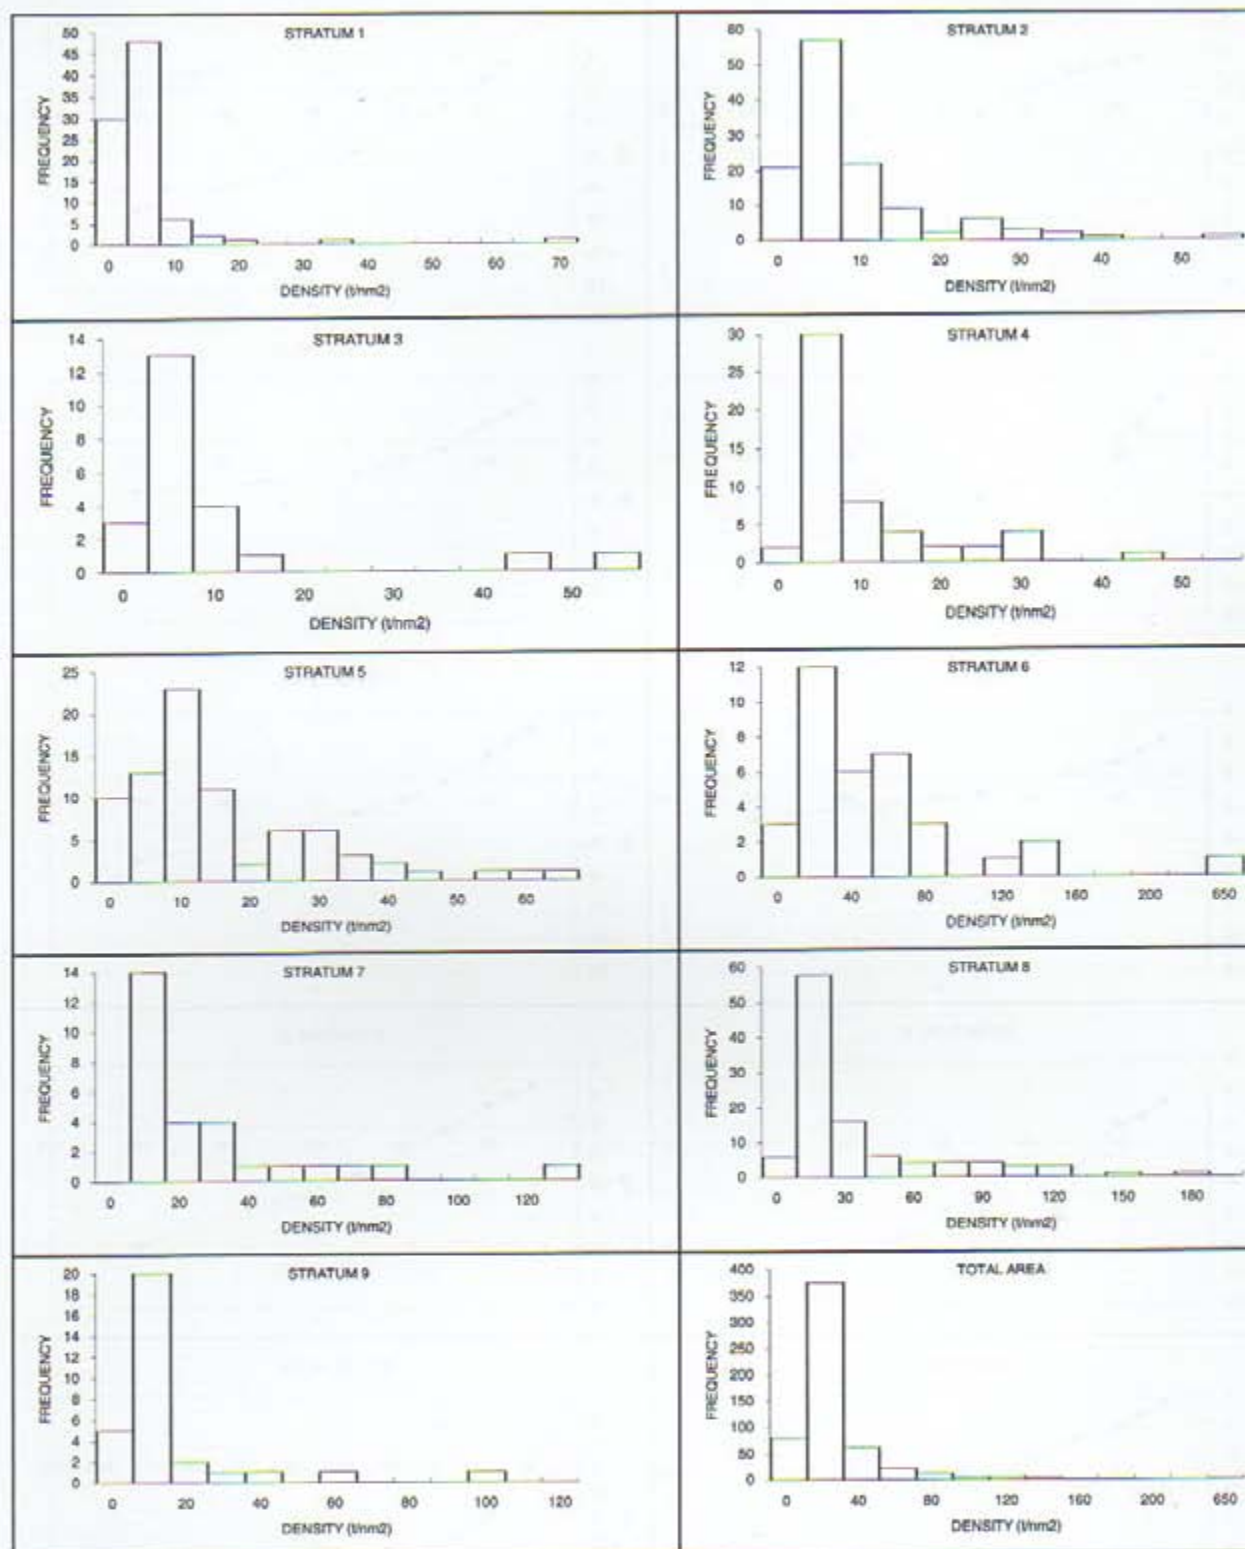 STRATUM 1
50
45
40
35
30
25
20
15
10
5
0
FREQUENCY
0 10 20 30 40 50 60 70
DENSITY (t/nm2)
STRATUM 2
60
50
40
30
20
10
0
FREQUENCY
0 10 20 30 40 50
DENSITY (t/nm2)
STRATUM 3
14
12
10
8
6
4
2
0
FREQUENCY
0 10 20 30 40 50
DENSITY (t/nm2)
STRATUM 4
30
25
20
15
10
5
0
FREQUENCY
0 10 20 30 40 50
DENSITY (t/nm2)
STRATUM 5
25
20
15
10
5
0
FREQUENCY
0 10 20 30 40 50 60
DENSITY (t/nm2)
STRATUM 6
12
10
8
6
4
2
0
FREQUENCY
0 40 80 120 160 200 650
DENSITY (t/nm2)
STRATUM 7
14
12
10
8
6
4
2
0
FREQUENCY
0 20 40 60 80 100 120
DENSITY (t/nm2)
STRATUM 8
60
50
40
30
20
10
0
FREQUENCY
0 30 60 90 120 150 180
DENSITY (t/nm2)
STRATUM 9
20
18
16
14
12
10
8
6
4
2
0
FREQUENCY
0 20 40 60 80 100 120
DENSITY (t/nm2)
TOTAL AREA
400
350
300
250
200
150
100
50
0
FREQUENCY
0 40 80 120 160 200 650
DENSITY (t/nm2)